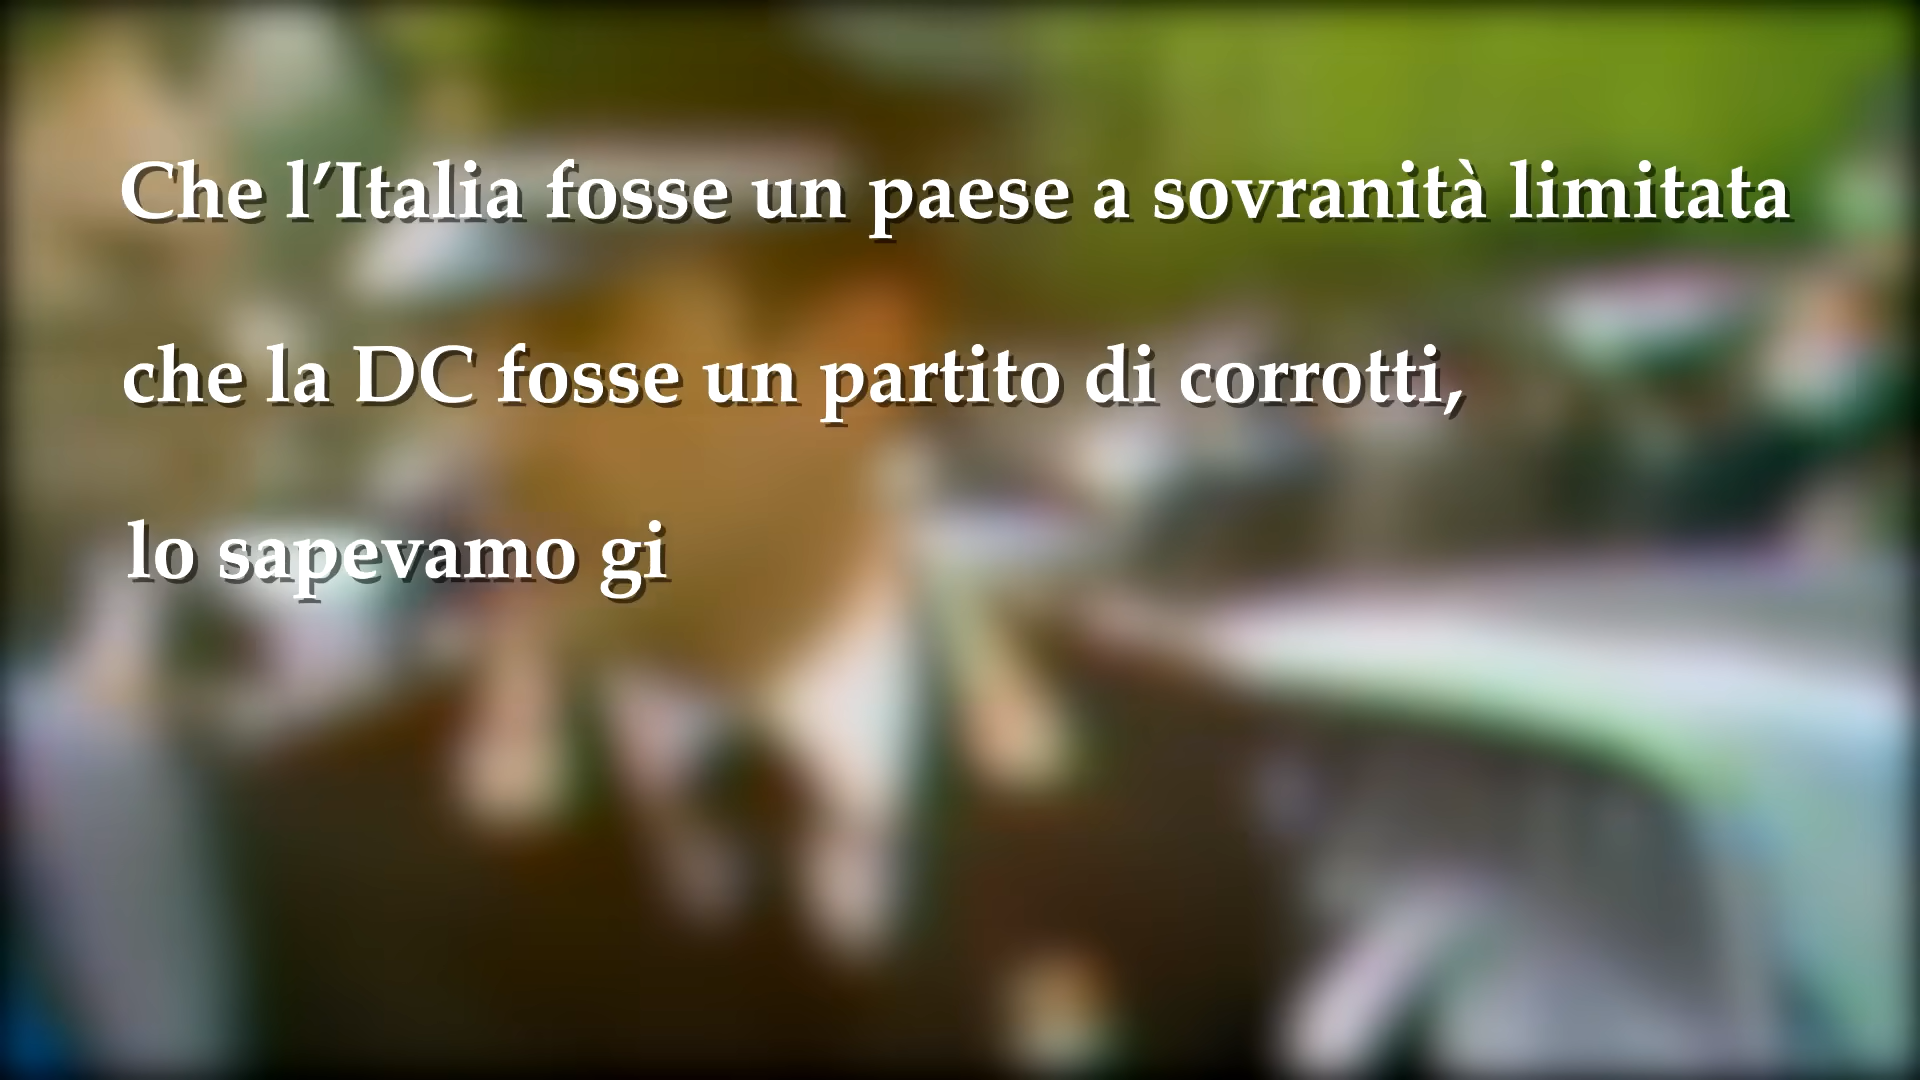 Che l’Italia fosse un paese a sovranità limitata
che la DC fosse un partito di corrotti,
lo sapevamo gi